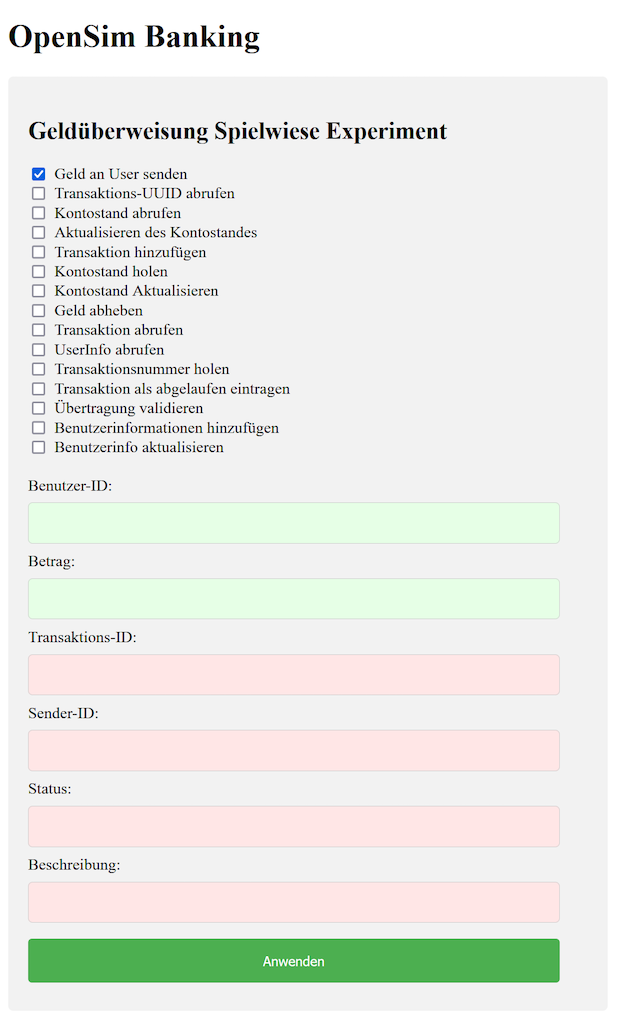 OpenSim Banking
Geldüberweisung Spielwiese Experiment
Geld an User senden
Transaktions-UUID abrufen
Kontostand abrufen
Aktualisieren des Kontostandes
Transaktion hinzufügen
Kontostand holen
Kontostand Aktualisieren
Geld abheben
Transaktion abrufen
UserInfo abrufen
Transaktionsnummer holen
Transaktion als abgelaufen eintragen
Übertragung validieren
Benutzerinformationen hinzufügen
Benutzerinfo aktualisieren
Benutzer-ID:
Betrag:
Transaktions-ID:
Sender-ID:
Status:
Beschreibung:
Anwenden